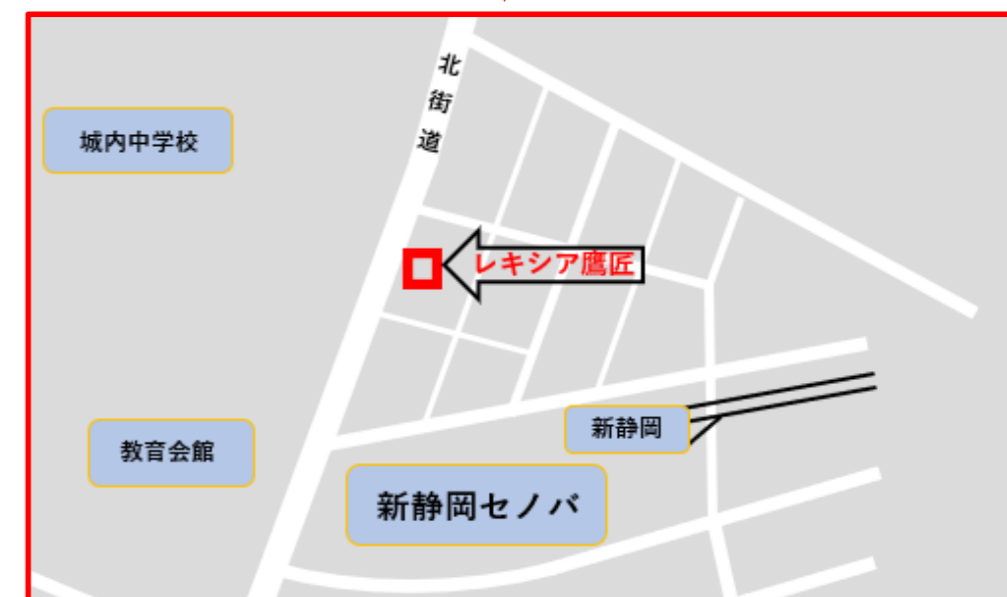 北街道
城内中学校
レキシア鷹匠
新静岡
教育会館
新静岡セノバ